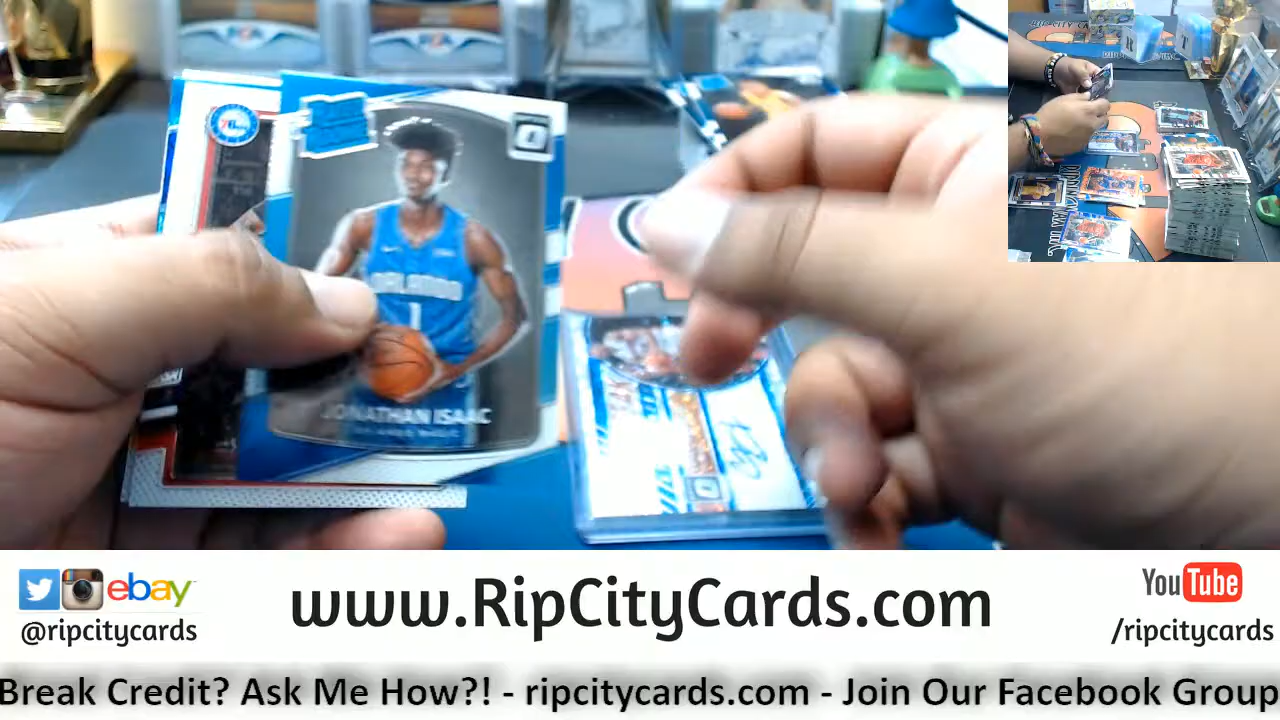 ORLANDO
1
JONATHAN ISAAC
ebay
@ripcitycards
www.RipCityCards.com
YouTube
/ripcitycards
Break Credit? Ask Me How?! - ripcitycards.com - Join Our Facebook Group